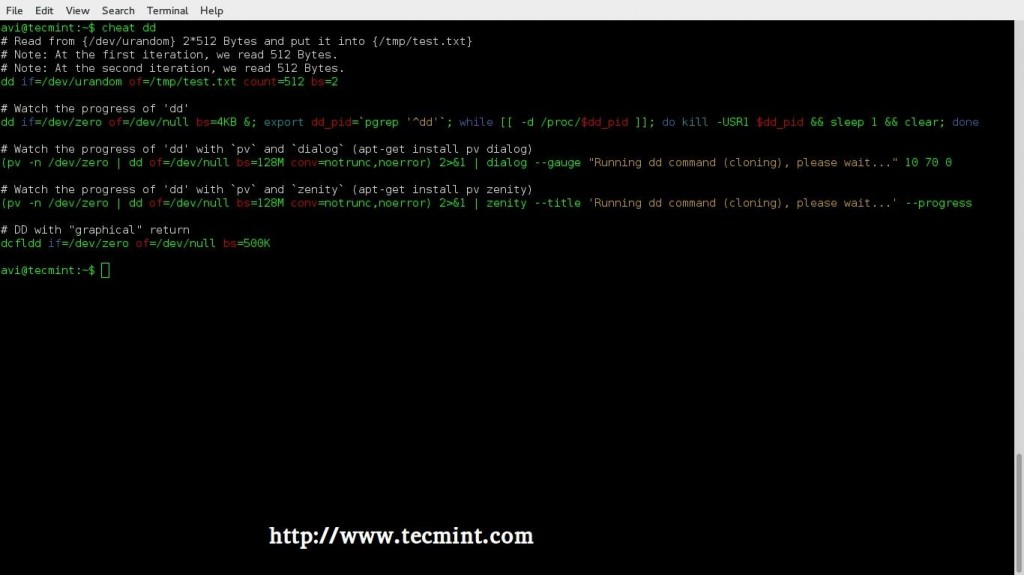 File Edit View Search Terminal Help
avi@tecmint:~$ cheat dd
# Read from {/dev/urandom} 2*512 Bytes and put it into {/tmp/test.txt}
# Note: At the first iteration, we read 512 Bytes.
# Note: At the second iteration, we read 512 Bytes.
dd if=/dev/urandom of=/tmp/test.txt count=512 bs=2
# Watch the progress of 'dd'
dd if=/dev/zero of=/dev/null bs=4KB &; export dd_pid=`pgrep '^dd'`; while [[ -d /proc/$dd_pid ]]; do kill -USR1 $dd_pid && sleep 1 && clear; done
# Watch the progress of 'dd' with `pv` and `dialog` (apt-get install pv dialog)
(pv -n /dev/zero | dd of=/dev/null bs=128M conv=notrunc,noerror) 2>&1 | dialog --gauge "Running dd command (cloning), please wait..." 10 70 0
# Watch the progress of 'dd' with `pv` and `zenity` (apt-get install pv zenity)
(pv -n /dev/zero | dd of=/dev/null bs=128M conv=notrunc,noerror) 2>&1 | zenity --title 'Running dd command (cloning), please wait...' --progress
# DD with "graphical" return
dcfldd if=/dev/zero of=/dev/null bs=500K
avi@tecmint:~$
http://www.tecmint.com